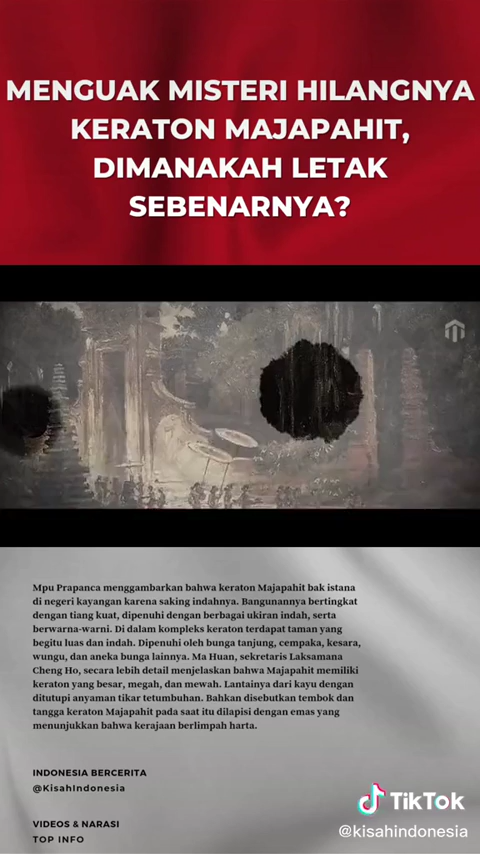 MENGUAK MISTERI HILANGNYA
KERATON MAJAPAHIT,
DIMANAKAH LETAK
SEBENARNYA?
Mpu Prapanca menggambarkan bahwa keraton Majapahit bak istana
di negeri kayangan karena saking indahnya. Bangunannya bertingkat
dengan tiang kuat, dipenuhi dengan berbagai ukiran indah, serta
berwarna-warni. Di dalam kompleks keraton terdapat taman yang
begitu luas dan indah. Dipenuhi oleh bunga tanjung, cempaka, kesara,
wungu, dan aneka bunga lainnya. Ma Huan, sekretaris Laksamana
Cheng Ho, secara lebih detail menjelaskan bahwa Majapahit memiliki
keraton yang besar, megah, dan mewah. Lantainya dari kayu dengan
ditutupi anyaman tikar tetumbuhan. Bahkan disebutkan tembok dan
tangga keraton Majapahit pada saat itu dilapisi dengan emas yang
menunjukkan bahwa kerajaan berlimpah harta.
INDONESIA BERCERITA
@KisahIndonesia
VIDEOS & NARASI
TOP INFO
TikTok
@kisahindonesia